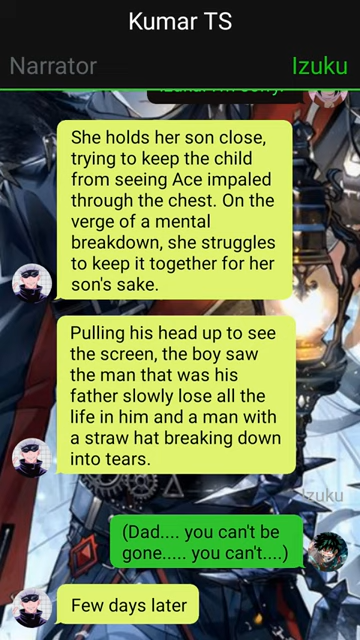 Kumar TS
Narrator
Izuku
She holds her son close,
trying to keep the child
from seeing Ace impaled
through the chest. On the
verge of a mental
breakdown, she struggles
to keep it together for her
son's sake.
Pulling his head up to see
the screen, the boy saw
the man that was his
father slowly lose all the
life in him and a man with
a straw hat breaking down
into tears.
Izuku
(Dad.... you can't be
gone..... you can't....)
Few days later